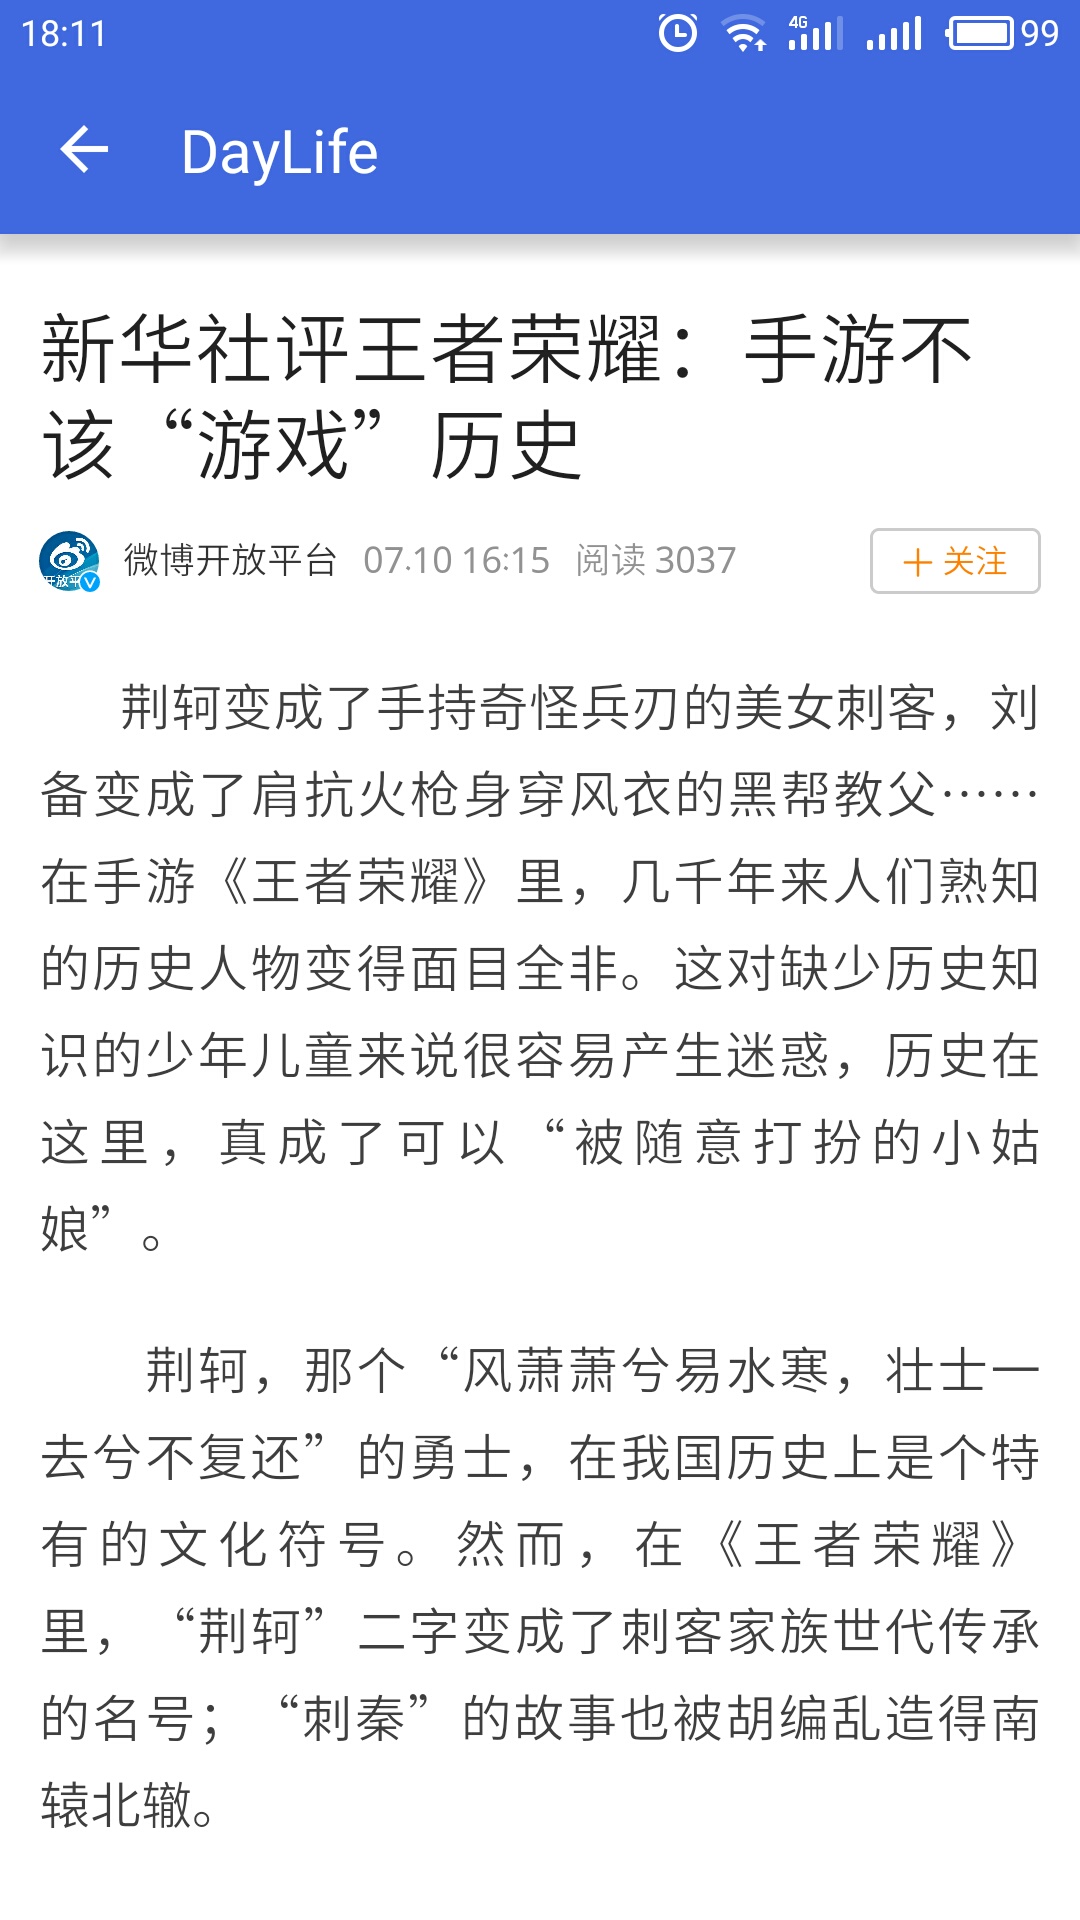 18:11
4G
99
DayLife
新华社评王者荣耀：手游不
该“游戏”历史
开放平
微博开放平台 07.10 16:15 阅读 3037
关注
荆轲变成了手持奇怪兵刃的美女刺客，刘
备变成了肩抗火枪身穿风衣的黑帮教父……
在手游《王者荣耀》里，几千年来人们熟知
的历史人物变得面目全非。这对缺少历史知
识的少年儿童来说很容易产生迷惑，历史在
这里，真成了可以“被随意打扮的小姑
娘”。
荆轲，那个“风萧萧兮易水寒，壮士一
去兮不复还”的勇士，在我国历史上是个特
有的文化符号。然而，在《王者荣耀》
里，“荆轲”二字变成了刺客家族世代传承
的名号；“刺秦”的故事也被胡编乱造得南
辕北辙。